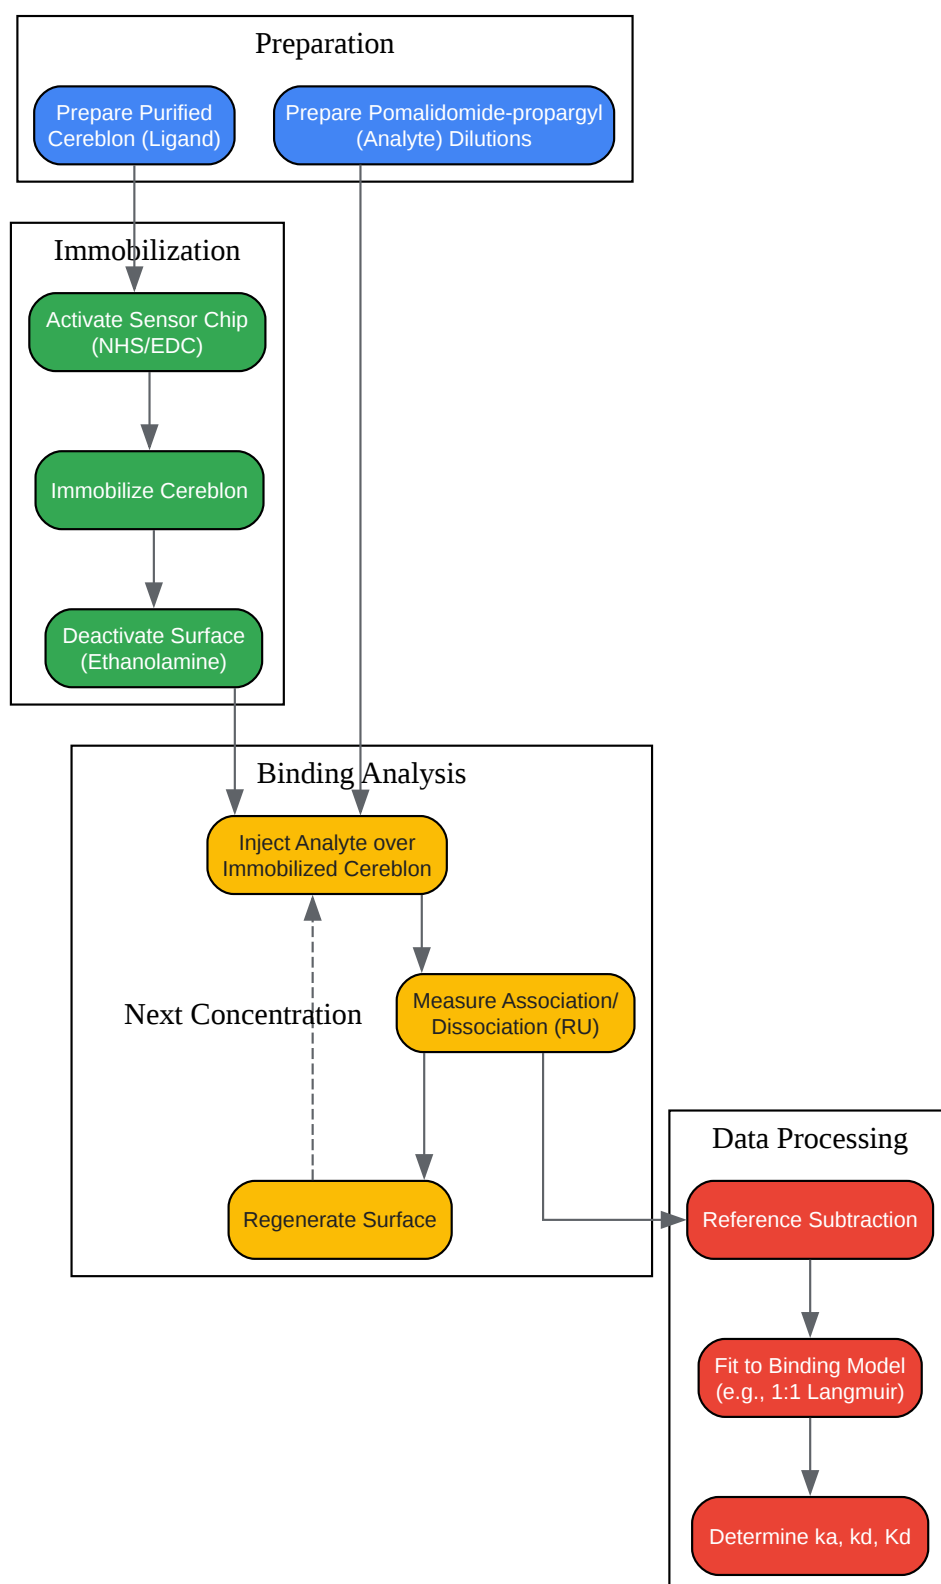 Preparation
Prepare Purified
Cereblon (Ligand)
Prepare Pomalidomide-propargyl
(Analyte) Dilutions
Immobilization
Activate Sensor Chip
(NHS/EDC)
Immobilize Cereblon
Deactivate Surface
(Ethanolamine)
Binding Analysis
Inject Analyte over
Immobilized Cereblon
Next Concentration
Measure Association/
Dissociation (RU)
Regenerate Surface
Data Processing
Reference Subtraction
Fit to Binding Model
(e.g., 1:1 Langmuir)
Determine ka, kd, Kd